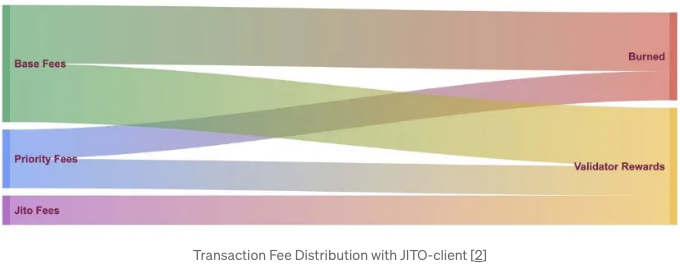 Base Fees
Burned
Priority Fees
Validator Rewards
Jito Fees
Transaction Fee Distribution with JITO-client [2]